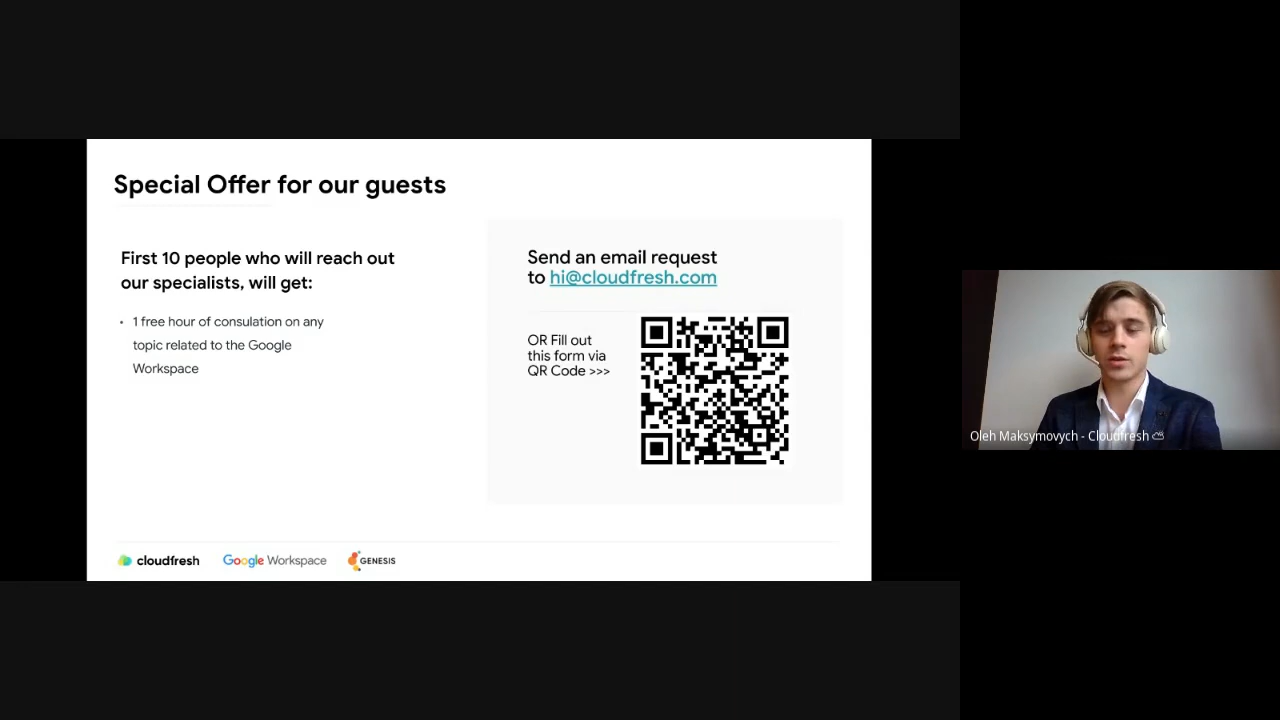 Special Offer for our guests
First 10 people who will reach out
our specialists, will get:
• 1 free hour of consulation on any
topic related to the Google
Workspace
Send an email request
to hi@cloudfresh.com
OR Fill out
this form via
QR Code >>>
cloudfresh
Google Workspace
GENESIS
Oleh Maksymovych - Cloudfresh